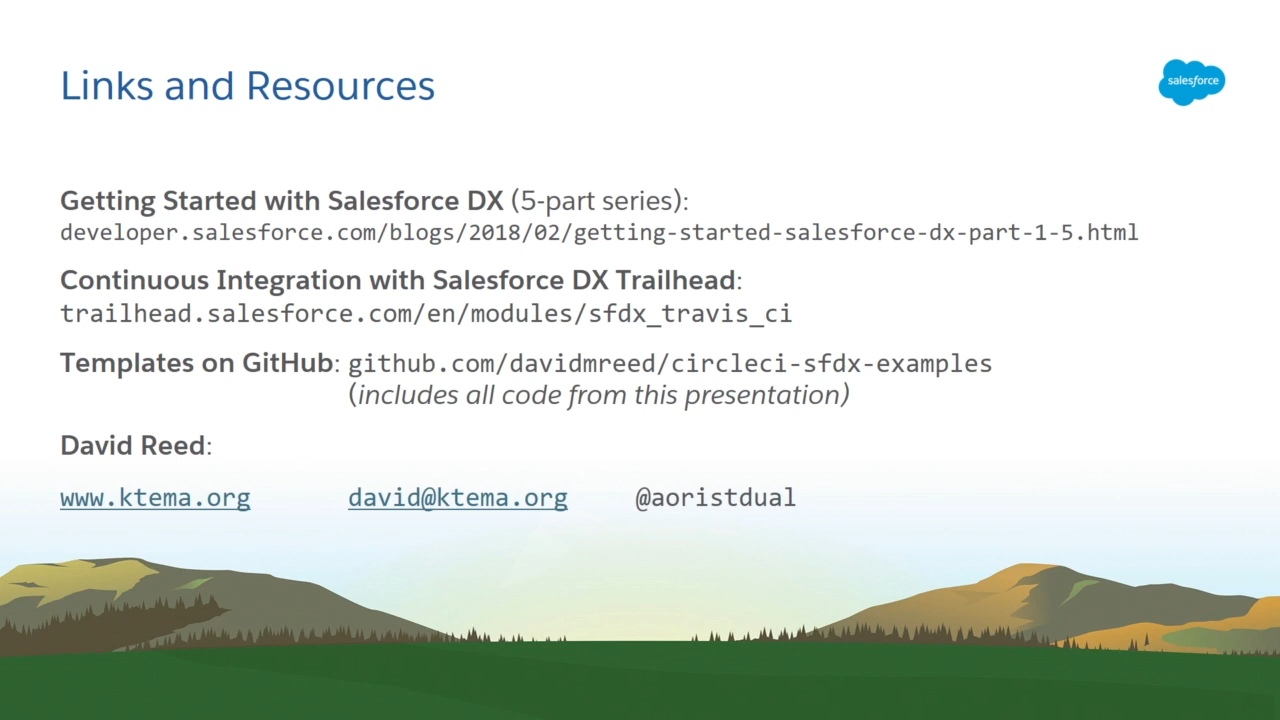 Links and Resources
salesforce
Getting Started with Salesforce DX (5-part series):
developer.salesforce.com/blogs/2018/02/getting-started-salesforce-dx-part-1-5.html
Continuous Integration with Salesforce DX Trailhead:
trailhead.salesforce.com/en/modules/sfdx_travis_ci
Templates on GitHub: github.com/davidmreed/circleci-sfdx-examples
(includes all code from this presentation)
David Reed:
www.ktema.org david@ktema.org @aoristdual